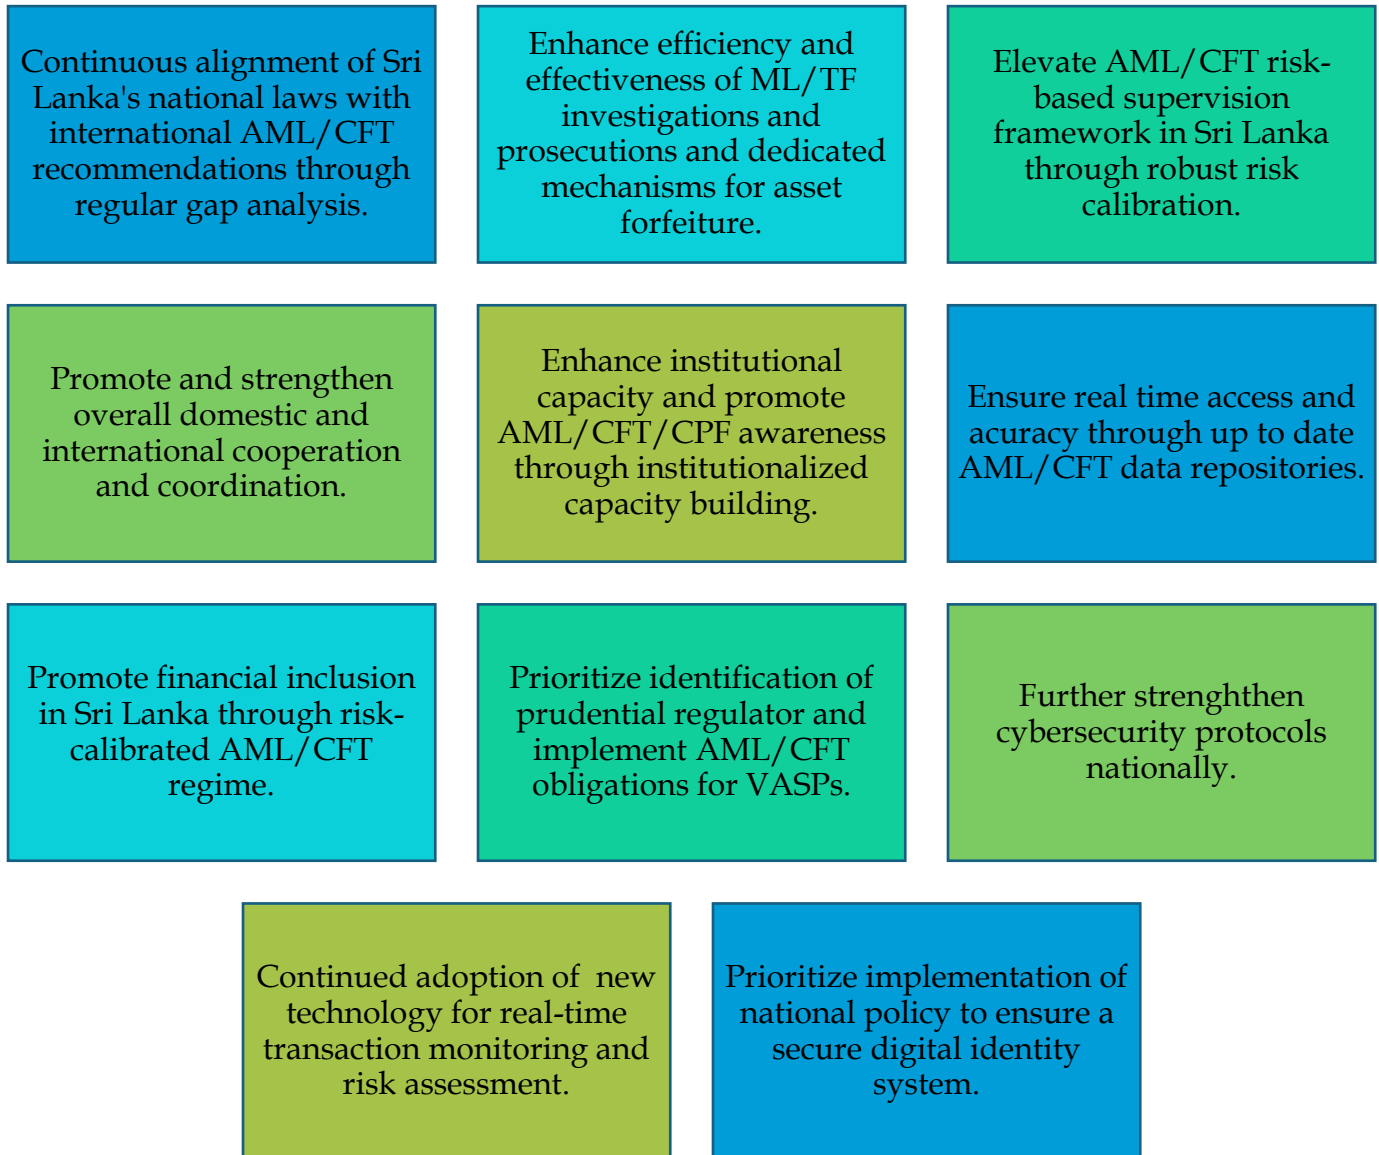 Continuous alignment of Sri
Lanka's national laws with
international AML/CFT
recommendations through
regular gap analysis.
Enhance efficiency and
effectiveness of ML/TF
investigations and
prosecutions and dedicated
mechanisms for asset
forfeiture.
Elevate AML/CFT risk-
based supervision
framework in Sri Lanka
through robust risk
calibration.
Promote and strengthen
overall domestic and
international cooperation
and coordination.
Enhance institutional
capacity and promote
AML/CFT/CPF awareness
through institutionalized
capacity building.
Ensure real time access and
acuracy through up to date
AML/CFT data repositories.
Promote financial inclusion
in Sri Lanka through risk-
calibrated AML/CFT
regime.
Prioritize identification of
prudential regulator and
implement AML/CFT
obligations for VASPs.
Further strenghthen
cybersecurity protocols
nationally.
Continued adoption of  new
technology for real-time
transaction monitoring and
risk assessment.
Prioritize implementation of
national policy to ensure a
secure digital identity
system.